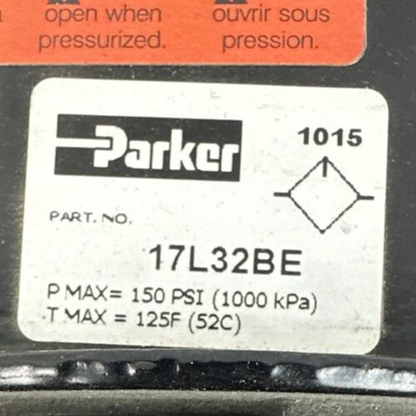 open when
pressurized.
ouvrir sous
pression.
Parker
1015
PART. NO.
17L32BE
P MAX= 150 PSI (1000 kPa)
T MAX = 125F (52C)